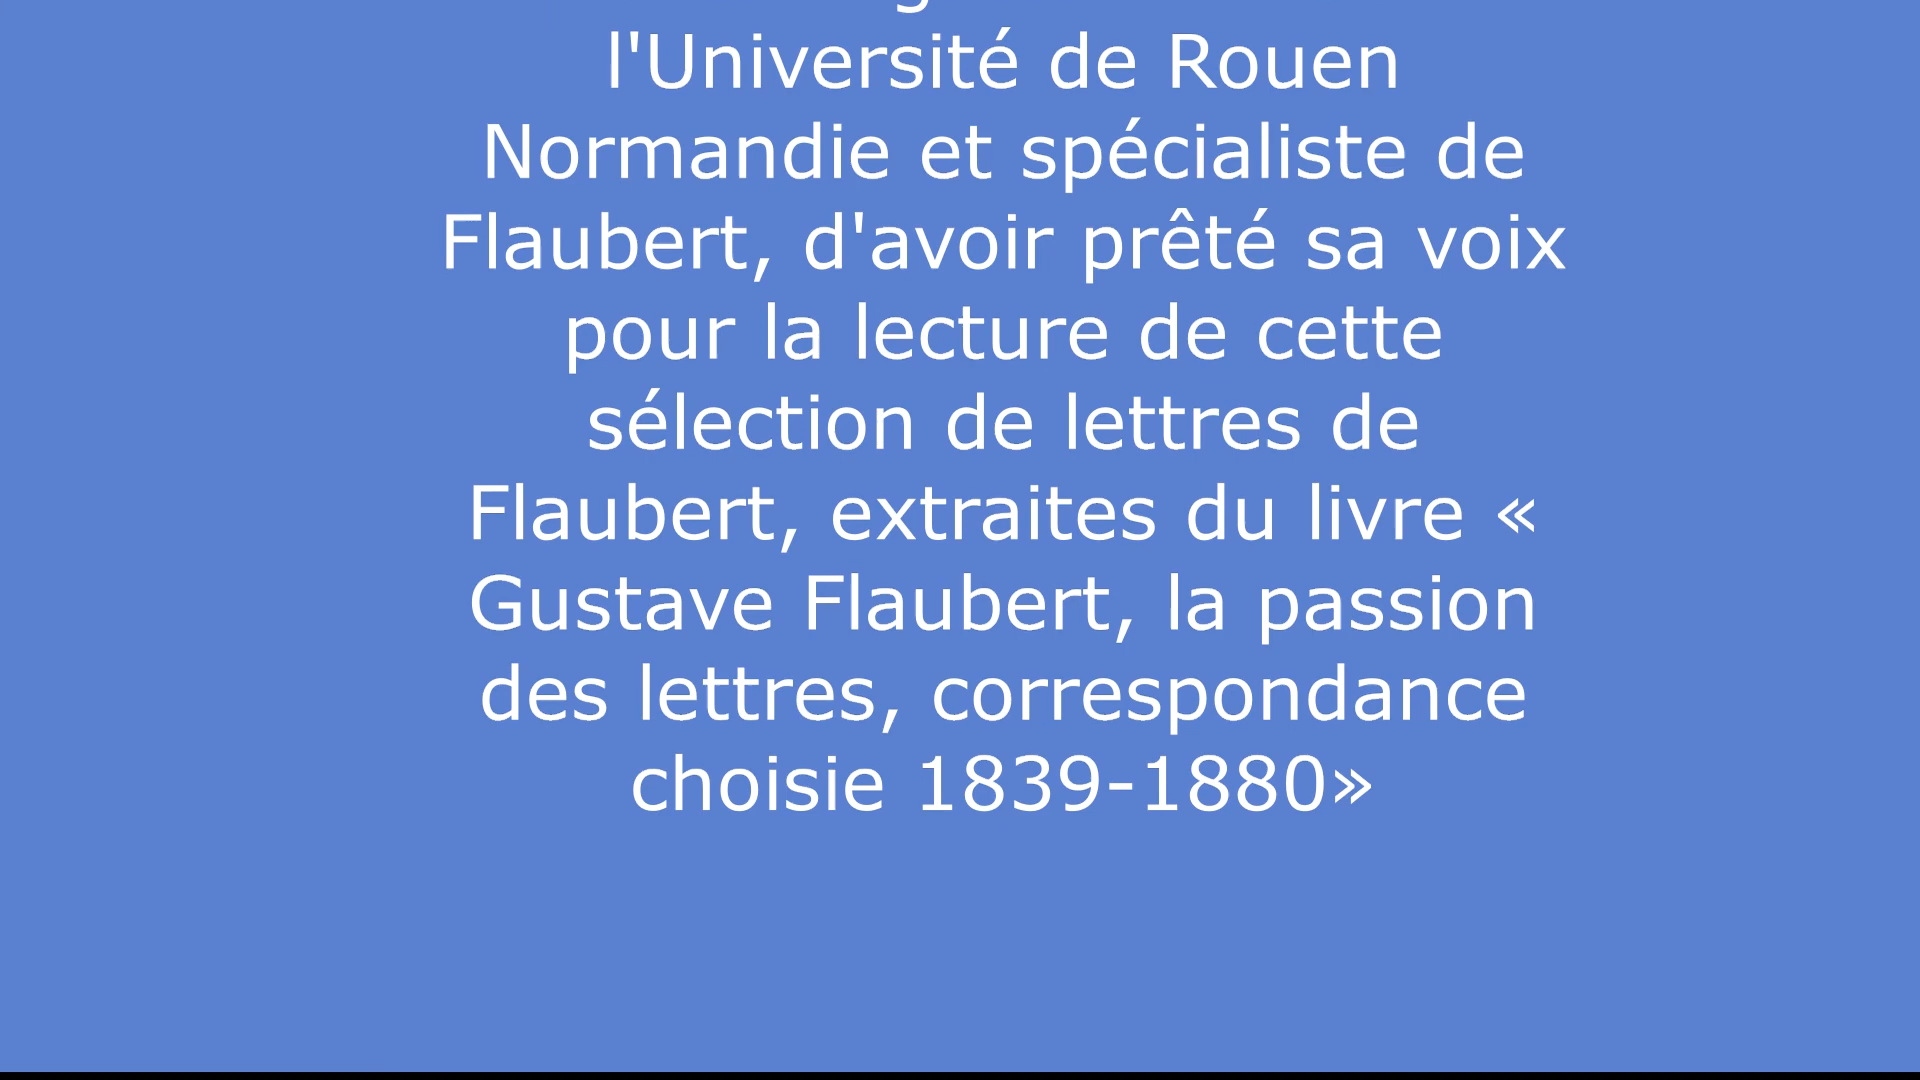 l'Université de Rouen
Normandie et spécialiste de
Flaubert, d'avoir prêté sa voix
pour la lecture de cette
sélection de lettres de
Flaubert, extraites du livre «
Gustave Flaubert, la passion
des lettres, correspondance
choisie 1839-1880»